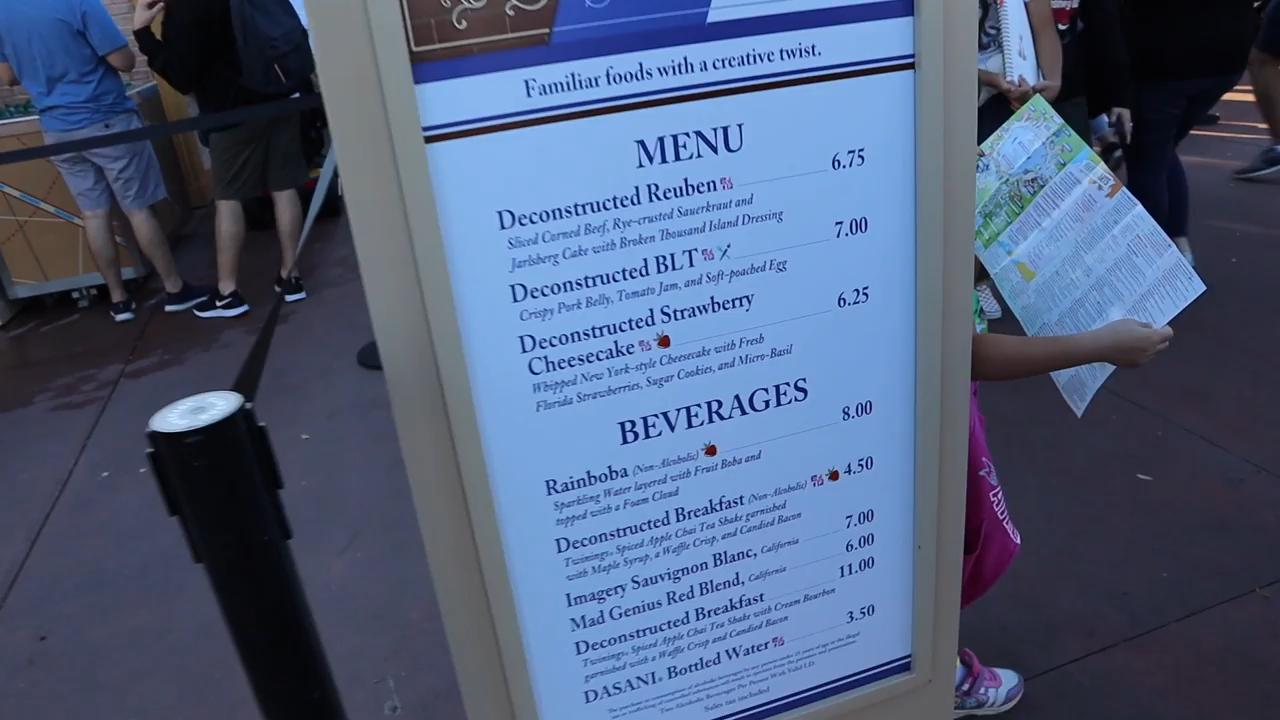 Familiar foods with a creative twist.
MENU
Deconstructed Reuben 6.75
Sliced Corned Beef, Rye-crusted Sauerkraut and
Jarlsberg Cake with Broken Thousand Island Dressing
Deconstructed BLT 7.00
Crispy Pork Belly, Tomato Jam, and Soft-poached Egg
Deconstructed Strawberry
Cheesecake 6.25
Whipped New York-style Cheesecake with Fresh
Florida Strawberries, Sugar Cookies, and Micro-Basil
BEVERAGES
Rainboba (Non-Alcoholic) 8.00
Sparkling Water layered with Fruit Boba and
topped with a Foam Cloud
Deconstructed Breakfast (Non-Alcoholic) 4.50
Twinings® Spiced Apple Chai Tea Shake garnished
with Maple Syrup, a Waffle Crisp, and Candied Bacon
Imagery Sauvignon Blanc, California 7.00
Mad Genius Red Blend, California 6.00
Deconstructed Breakfast 11.00
Twinings® Spiced Apple Chai Tea Shake with Cream Bourbon
garnished with a Waffle Crisp and Candied Bacon
DASANI® Bottled Water 3.50
Two Alcoholic Beverages Per Person With Valid I.D.
Sales tax included